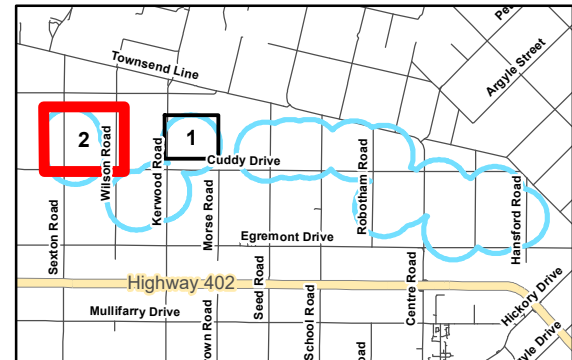 Townsend Line
Argyle Street
2
1
Wilson Road
Kerwood Road
Cuddy Drive
Robotham Road
Sexton Road
Morse Road
Hansford Road
Egremont Drive
Highway 402
Seed Road
Centre Road
Mullifarry Drive
School Road
Hickory Drive